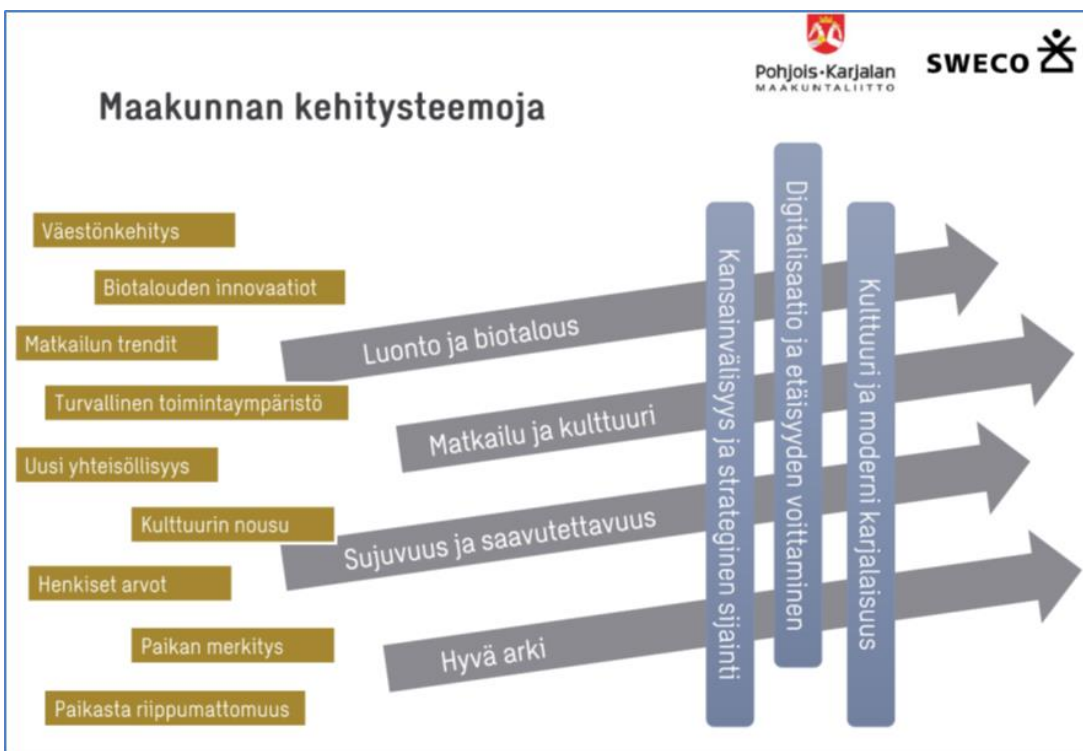 Pohjois-Karjalan
MAAKUNTALIITTO
SWECO
Maakunnan kehitysteemoja
Väestönkehitys
Biotalouden innovaatiot
Matkailun trendit
Turvallinen toimintaympäristö
Uusi yhteisöllisyys
Kulttuurin nousu
Henkiset arvot
Paikan merkitys
Paikasta riippumattomuus
Luonto ja biotalous
Matkailu ja kulttuuri
Sujuvuus ja saavutettavuus
Hyvä arki
Kansainvälisyys ja strateginen sijainti
Digitalisaatio ja etäisyyden voittaminen
Kulttuuri ja moderni karjalaisuus